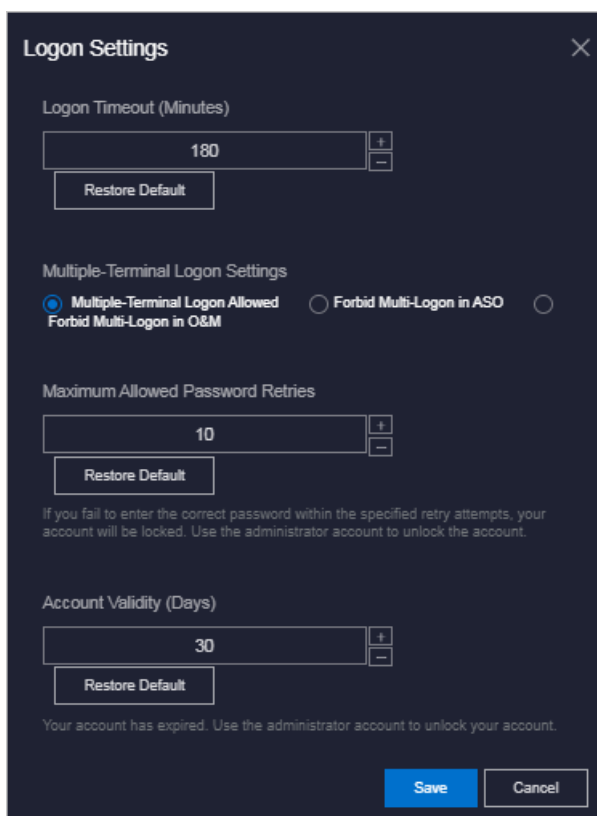 Logon Settings
Logon Timeout (Minutes)
180
Restore Default
Multiple-Terminal Logon Settings
Multiple-Terminal Logon Allowed Forbid Multi-Logon in ASO
Forbid Multi-Logon in O&M
Maximum Allowed Password Retries
10
Restore Default
If you fail to enter the correct password within the specified retry attempts, your
account will be locked. Use the administrator account to unlock the account.
Account Validity (Days)
30
Restore Default
Your account has expired. Use the administrator account to unlock your account.
Save Cancel